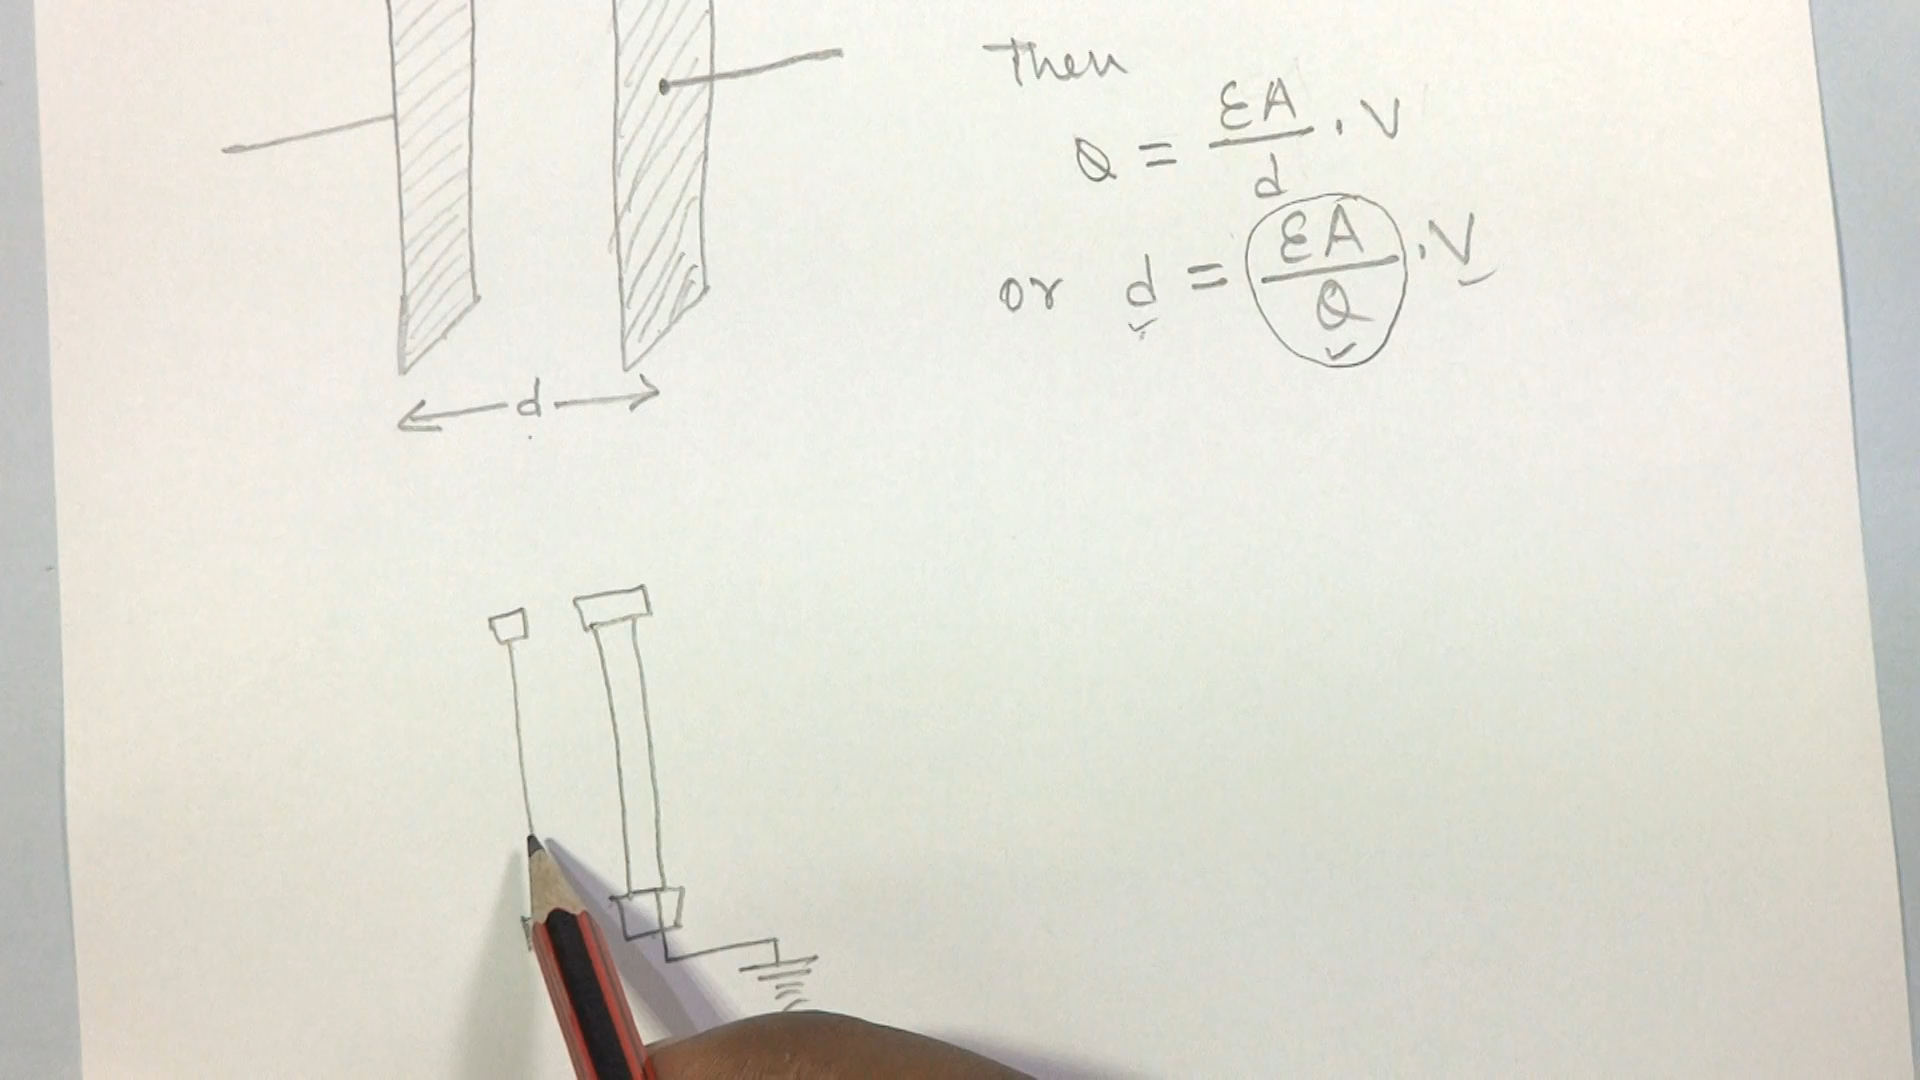 Then
Q = εA/d . V
or d = εA/Q . V
d